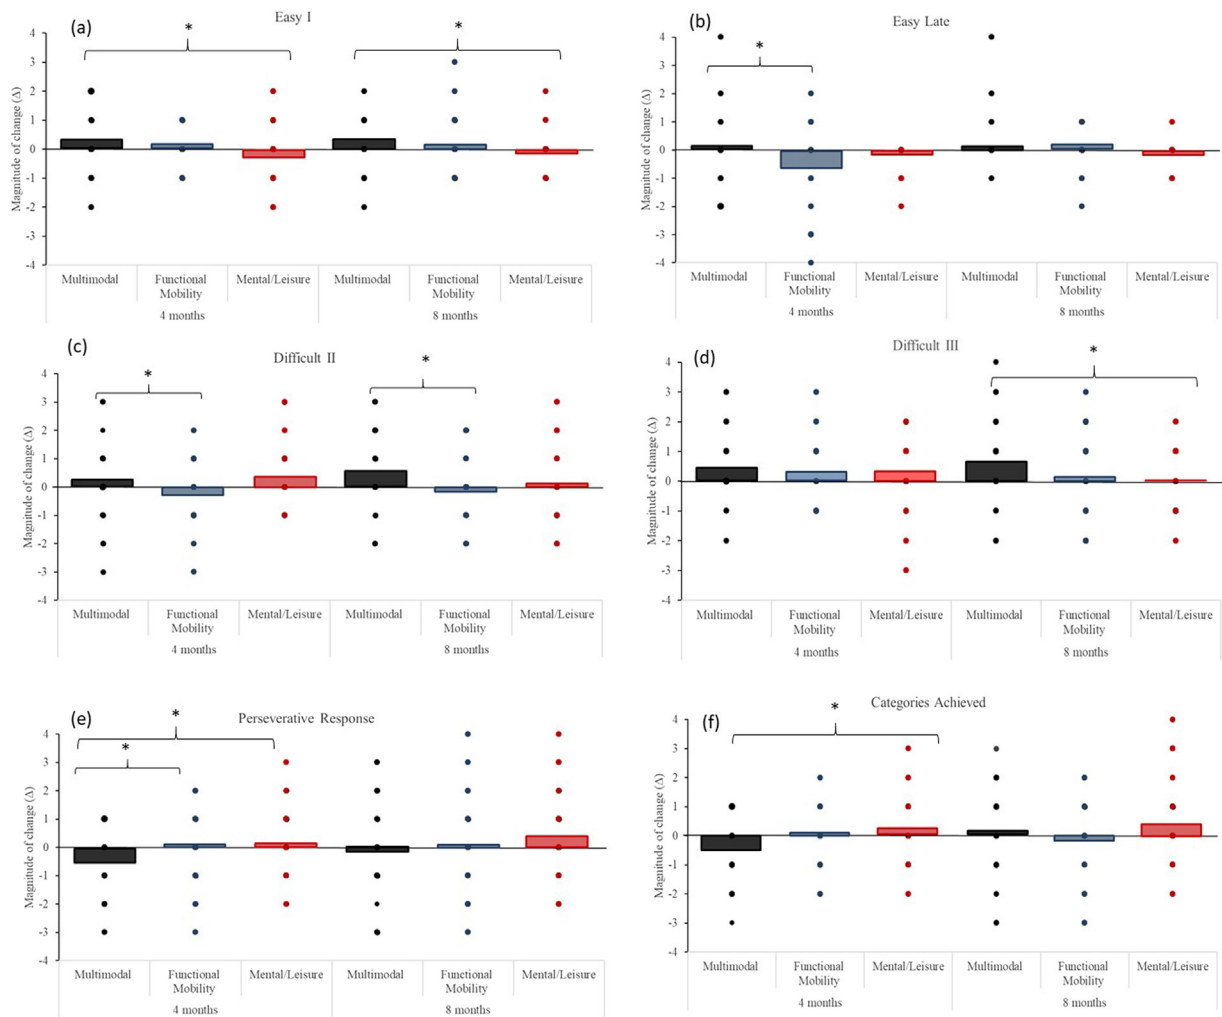 (a)
Easy I
*
*
Magnitude of change (Δ)
4
3
2
1
0
-1
-2
-3
-4
Multimodal
Functional
Mobility
Mental/Leisure
Multimodal
Functional
Mobility
Mental/Leisure
4 months
8 months
(b)
Easy Late
*
Magnitude of change (Δ)
4
3
2
1
0
-1
-2
-3
-4
Multimodal
Functional
Mobility
Mental/Leisure
Multimodal
Functional
Mobility
Mental/Leisure
4 months
8 months
(c)
Difficult II
*
*
Magnitude of change (Δ)
4
3
2
1
0
-1
-2
-3
-4
Multimodal
Functional
Mobility
Mental/Leisure
Multimodal
Functional
Mobility
Mental/Leisure
4 months
8 months
(d)
Difficult III
*
Magnitude of change (Δ)
4
3
2
1
0
-1
-2
-3
-4
Multimodal
Functional
Mobility
Mental/Leisure
Multimodal
Functional
Mobility
Mental/Leisure
4 months
8 months
(e)
Perseverative Response
*
*
Magnitude of change (Δ)
4
3
2
1
0
-1
-2
-3
-4
Multimodal
Functional
Mobility
Mental/Leisure
Multimodal
Functional
Mobility
Mental/Leisure
4 months
8 months
(f)
Categories Achieved
*
Magnitude of change (Δ)
4
3
2
1
0
-1
-2
-3
-4
Multimodal
Functional
Mobility
Mental/Leisure
Multimodal
Functional
Mobility
Mental/Leisure
4 months
8 months